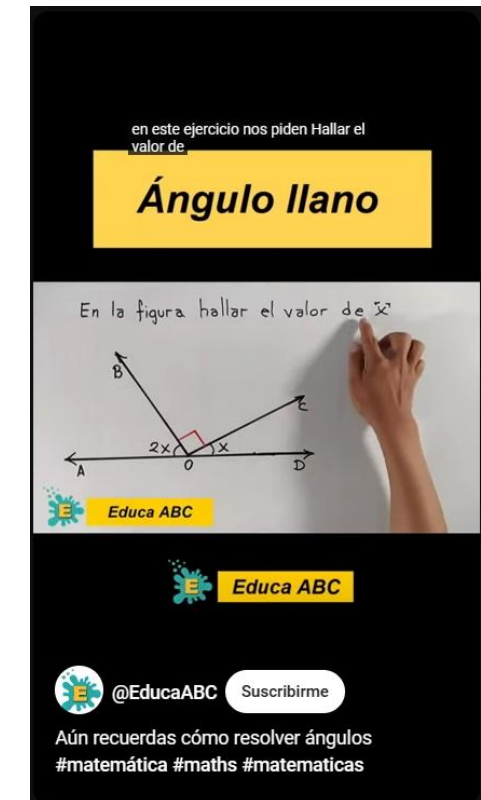 en este ejercicio nos piden Hallar el
valor de
Ángulo llano
En la figura hallar el valor de "x"
B
C
2x
x
A
O
D
E
Educa ABC
E
Educa ABC
E
@EducaABC
Suscribirme
Aún recuerdas cómo resolver ángulos
#matemática #maths #matematicas